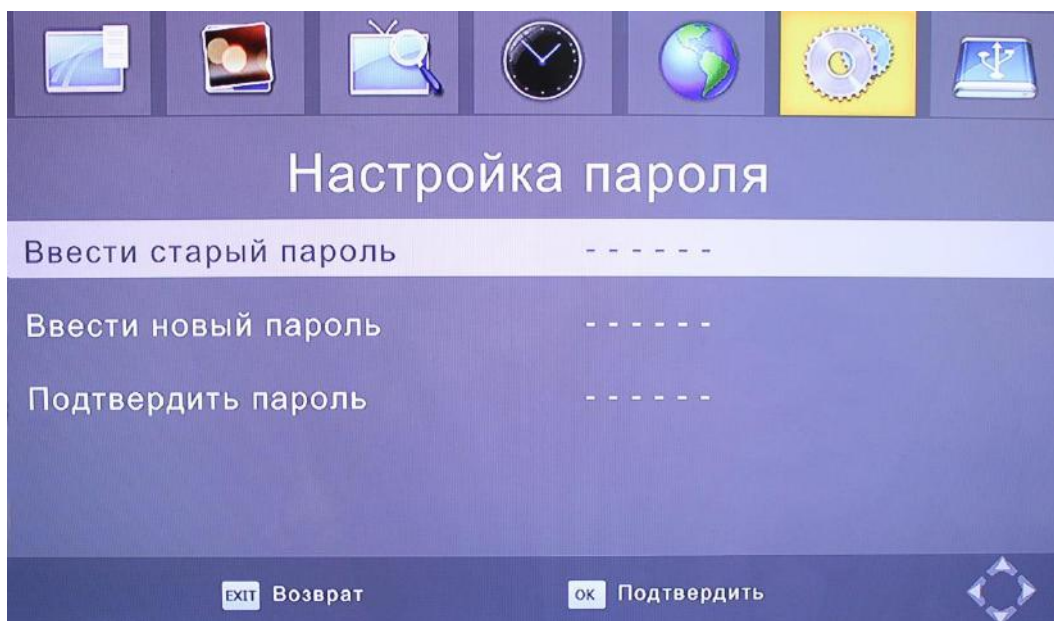 Настройка пароля
Ввести старый пароль - - - - - -
Ввести новый пароль - - - - - -
Подтвердить пароль - - - - - -
EXIT Возврат OK Подтвердить